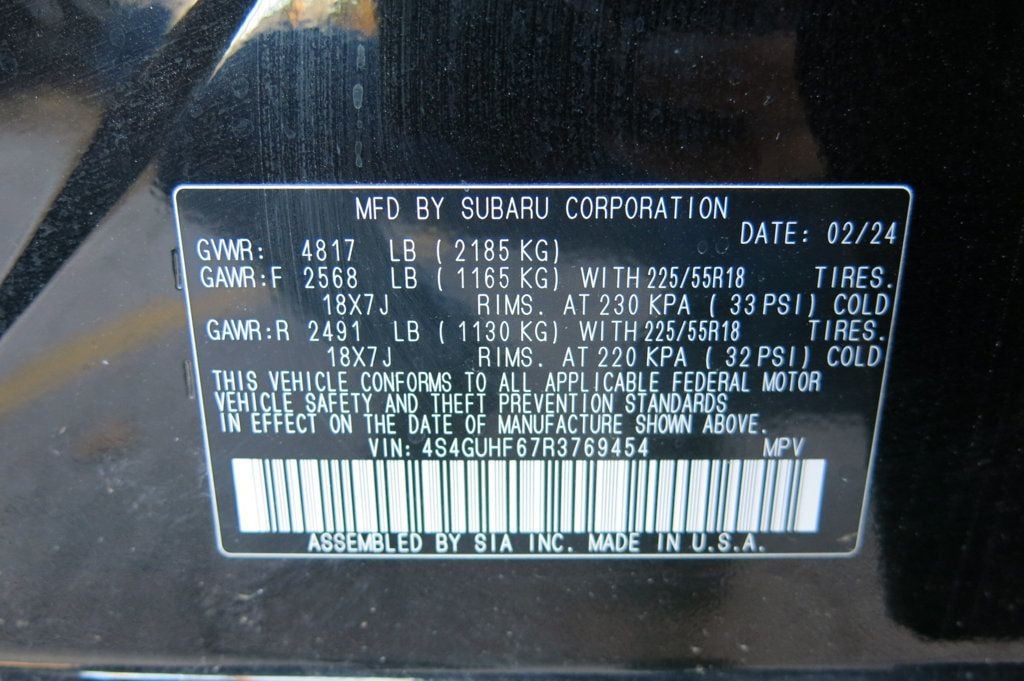 MFD BY SUBARU CORPORATION
DATE: 02/24
GVWR: 4817 LB (2185 KG)
GAWR:F 2568 LB (1165 KG) WITH 225/55R18 TIRES.
18X7J RIMS. AT 230 KPA (33 PSI) COLD
GAWR:R 2491 LB (1130 KG) WITH 225/55R18 TIRES.
18X7J RIMS. AT 220 KPA (32 PSI) COLD
THIS VEHICLE CONFORMS TO ALL APPLICABLE FEDERAL MOTOR
VEHICLE SAFETY AND THEFT PREVENTION STANDARDS
IN EFFECT ON THE DATE OF MANUFACTURE SHOWN ABOVE.
VIN: 4S4GUHF67R3769454 MPV
ASSEMBLED BY SIA INC. MADE IN U.S.A.